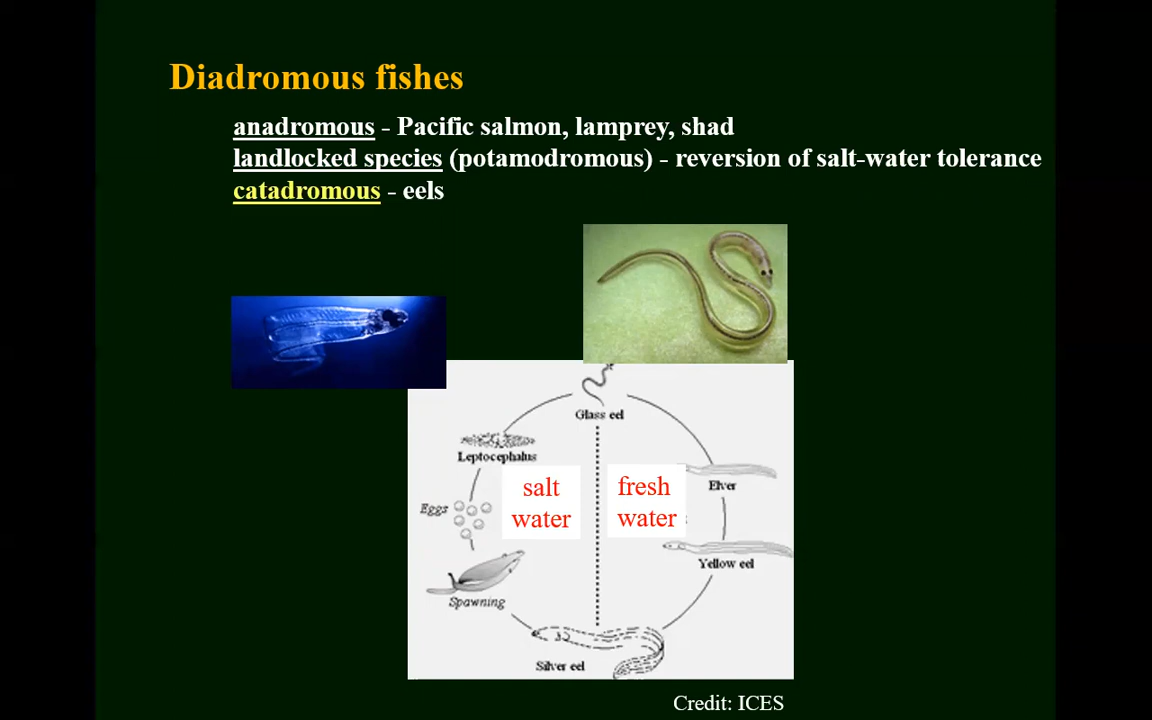 Diadromous fishes
anadromous - Pacific salmon, lamprey, shad
landlocked species (potamodromous) - reversion of salt-water tolerance
catadromous - eels
Glass eel
Leptocephalus
salt
water
fresh
water
Elver
Eggs
Yellow eel
Spawning
Silver eel
Credit: ICES